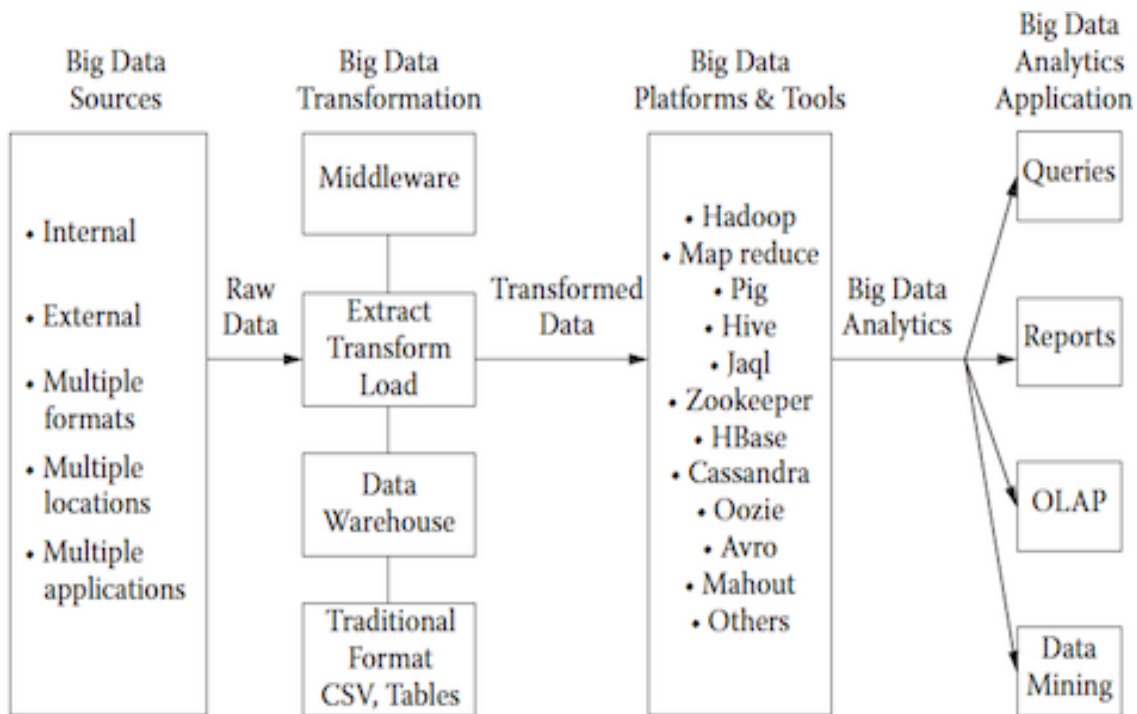 Big Data
Sources
• Internal
• External
• Multiple
formats
• Multiple
locations
• Multiple
applications
Raw
Data
Big Data
Transformation
Middleware
Extract
Transform
Load
Data
Warehouse
Traditional
Format
CSV, Tables
Transformed
Data
Big Data
Platforms & Tools
• Hadoop
• Map reduce
• Pig
• Hive
• Jaql
• Zookeeper
• HBase
• Cassandra
• Oozie
• Avro
• Mahout
• Others
Big Data
Analytics
Big Data
Analytics
Application
Queries
Reports
OLAP
Data
Mining